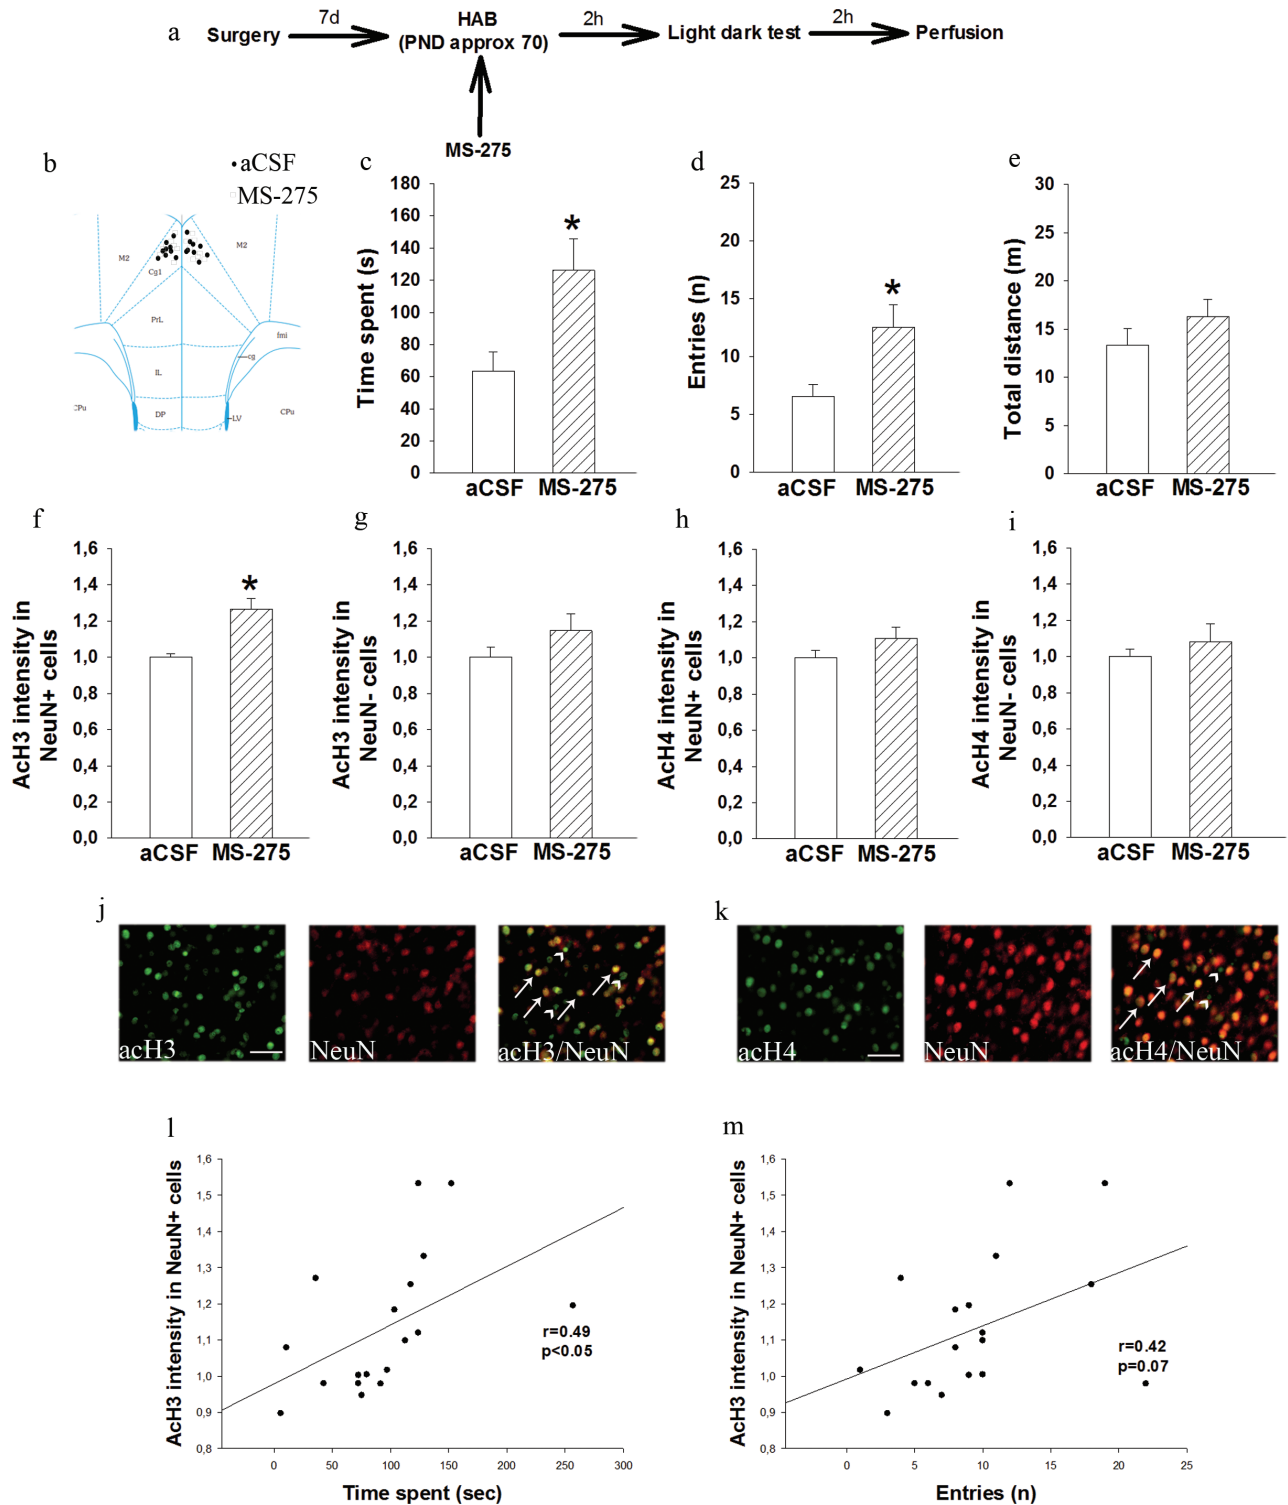 a
Surgery
7d
HAB
(PND approx 70)
2h
Light dark test
2h
Perfusion
MS-275
b
aCSF
MS-275
M2
M2
Cg1
PrL
fmi
cg
IL
CPu
DP
LV
CPu
c
Time spent (s)
180
160
140
120
100
80
60
40
20
0
*
aCSF
MS-275
d
Entries (n)
25
20
15
10
5
0
*
aCSF
MS-275
e
Total distance (m)
30
25
20
15
10
5
0
aCSF
MS-275
f
AcH3 intensity in
NeuN+ cells
1,6
1,4
1,2
1,0
0,8
0,6
0,4
0,2
0,0
*
aCSF
MS-275
g
AcH3 intensity in
NeuN- cells
1,6
1,4
1,2
1,0
0,8
0,6
0,4
0,2
0,0
aCSF
MS-275
h
AcH4 intensity in
NeuN+ cells
1,6
1,4
1,2
1,0
0,8
0,6
0,4
0,2
0,0
aCSF
MS-275
i
AcH4 intensity in
NeuN- cells
1,6
1,4
1,2
1,0
0,8
0,6
0,4
0,2
0,0
aCSF
MS-275
j
acH3
NeuN
acH3/NeuN
k
acH4
NeuN
acH4/NeuN
l
AcH3 intensity in NeuN+ cells
1,6
1,5
1,4
1,3
1,2
1,1
1,0
0,9
0,8
r=0.49
p<0.05
0
50
100
150
200
250
300
Time spent (sec)
m
AcH3 intensity in NeuN+ cells
1,6
1,5
1,4
1,3
1,2
1,1
1,0
0,9
0,8
r=0.42
p=0.07
0
5
10
15
20
25
Entries (n)